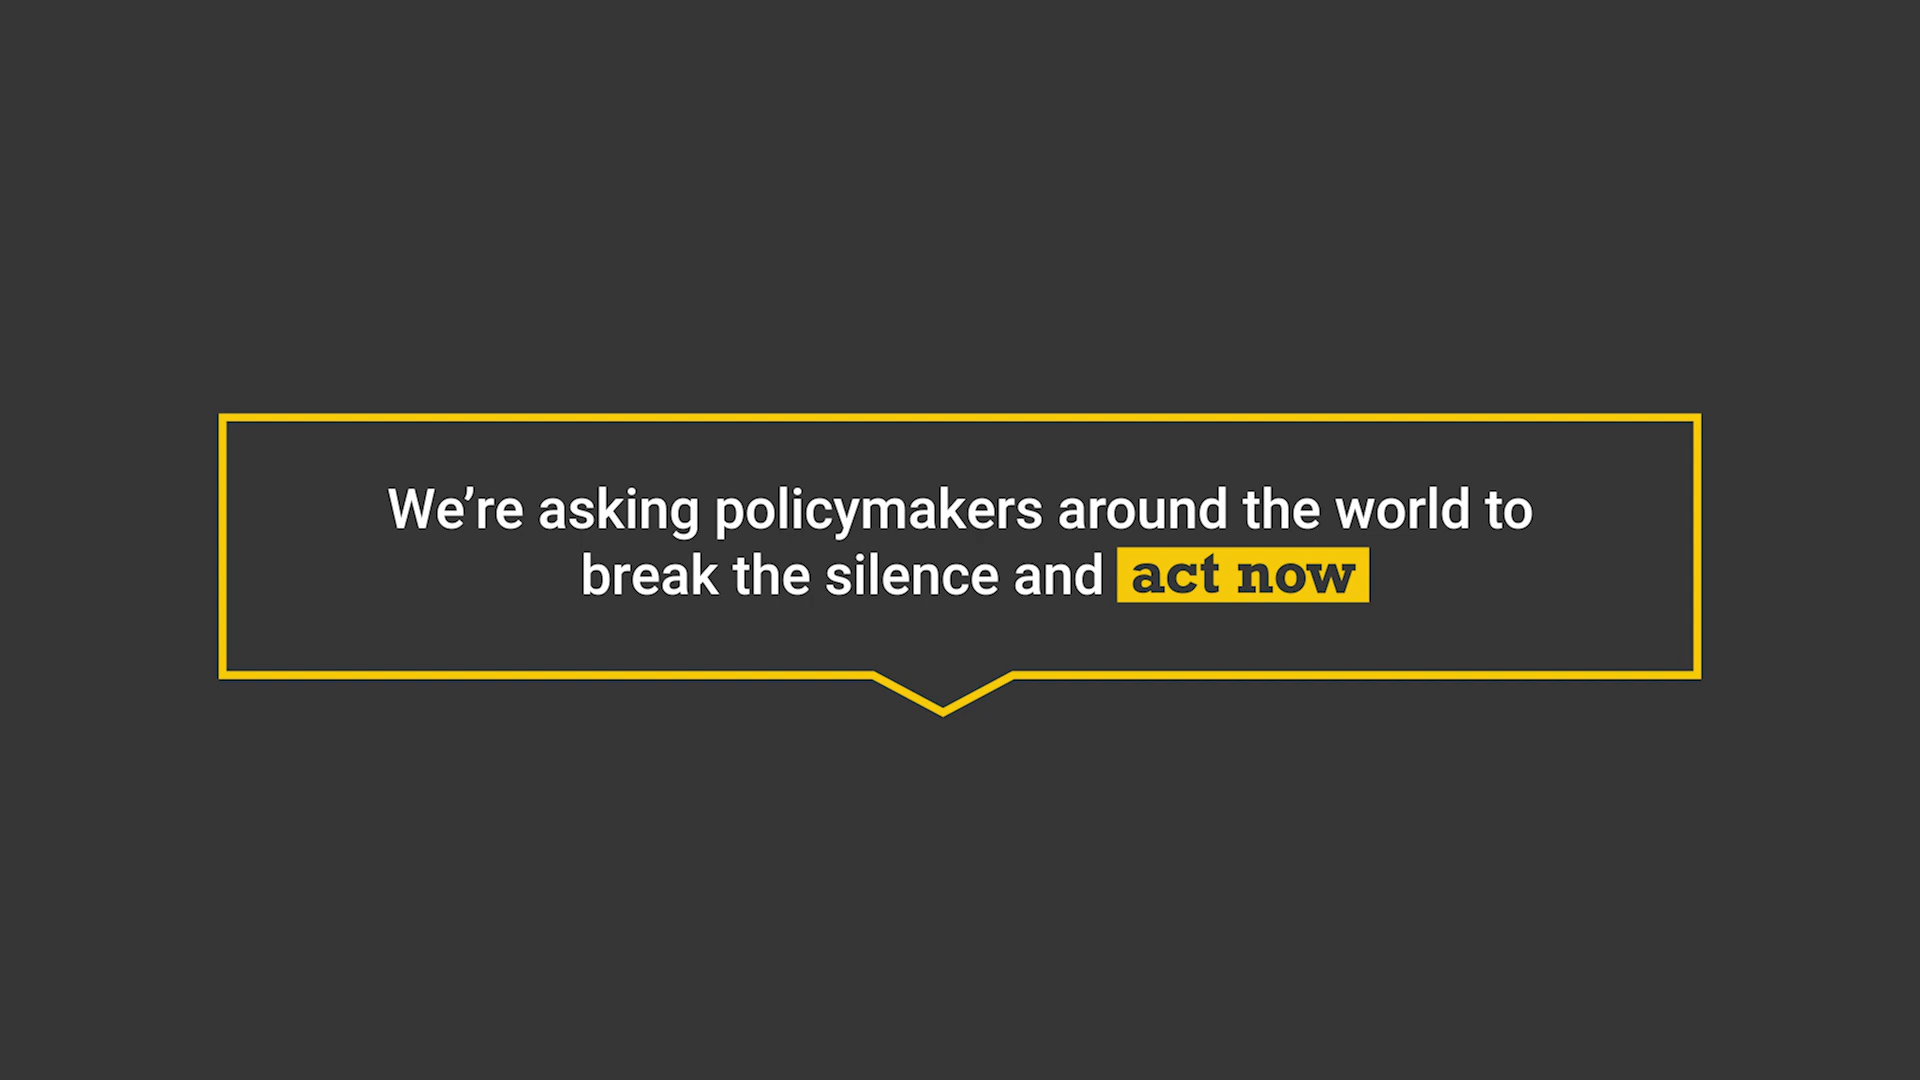 We’re asking policymakers around the world to
break the silence and act now